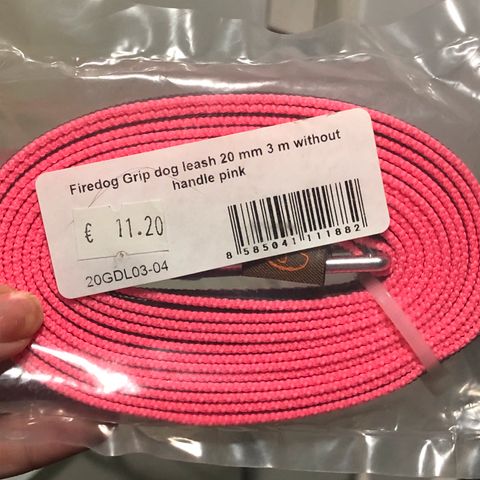 Firedog Grip dog leash 20 mm 3 m without
handle pink
€ 11.20
20GDL03-04
8 585041 111882